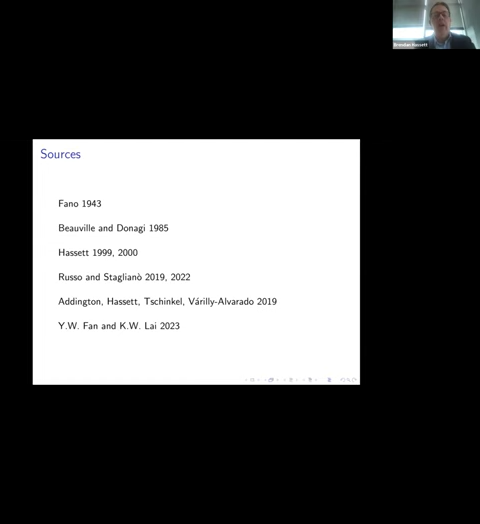 Brendan Hassett
Sources
Fano 1943
Beauville and Donagi 1985
Hassett 1999, 2000
Russo and Staglianò 2019, 2022
Addington, Hassett, Tschinkel, Várilly-Alvarado 2019
Y.W. Fan and K.W. Lai 2023